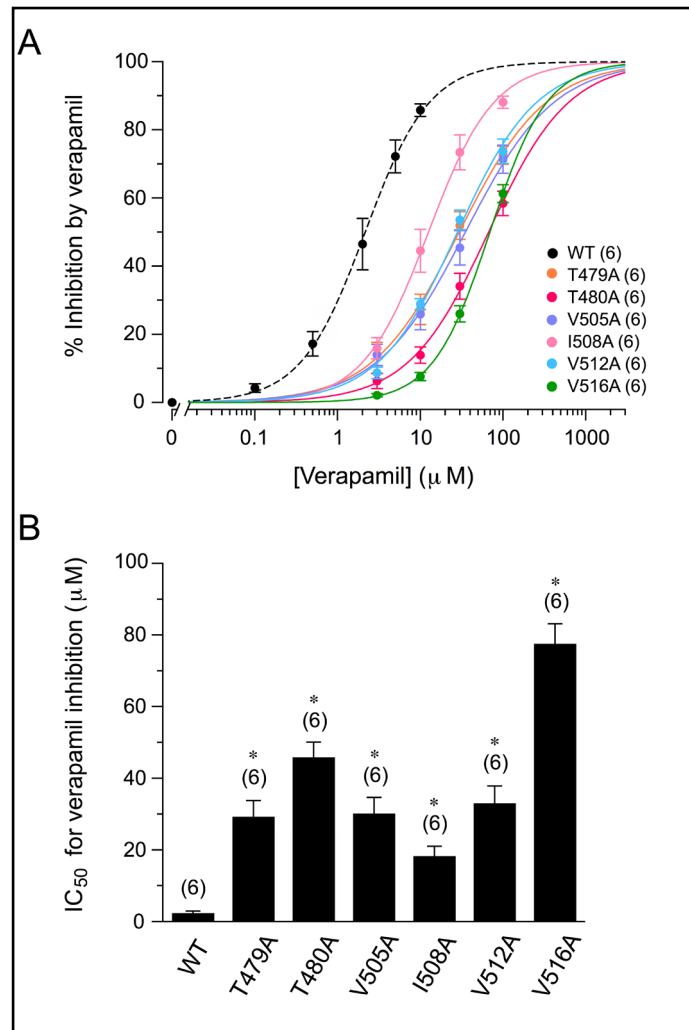 A
% Inhibition by verapamil
100
80
60
40
20
0
0
0.1
1
10
100
1000
[Verapamil] (μ M)
WT (6)
T479A (6)
T480A (6)
V505A (6)
I508A (6)
V512A (6)
V516A (6)
B
IC50 for verapamil inhibition (μM)
100
80
60
40
20
0
(6)
*
(6)
*
(6)
*
(6)
*
(6)
*
(6)
*
(6)
WT
T479A
T480A
V505A
I508A
V512A
V516A